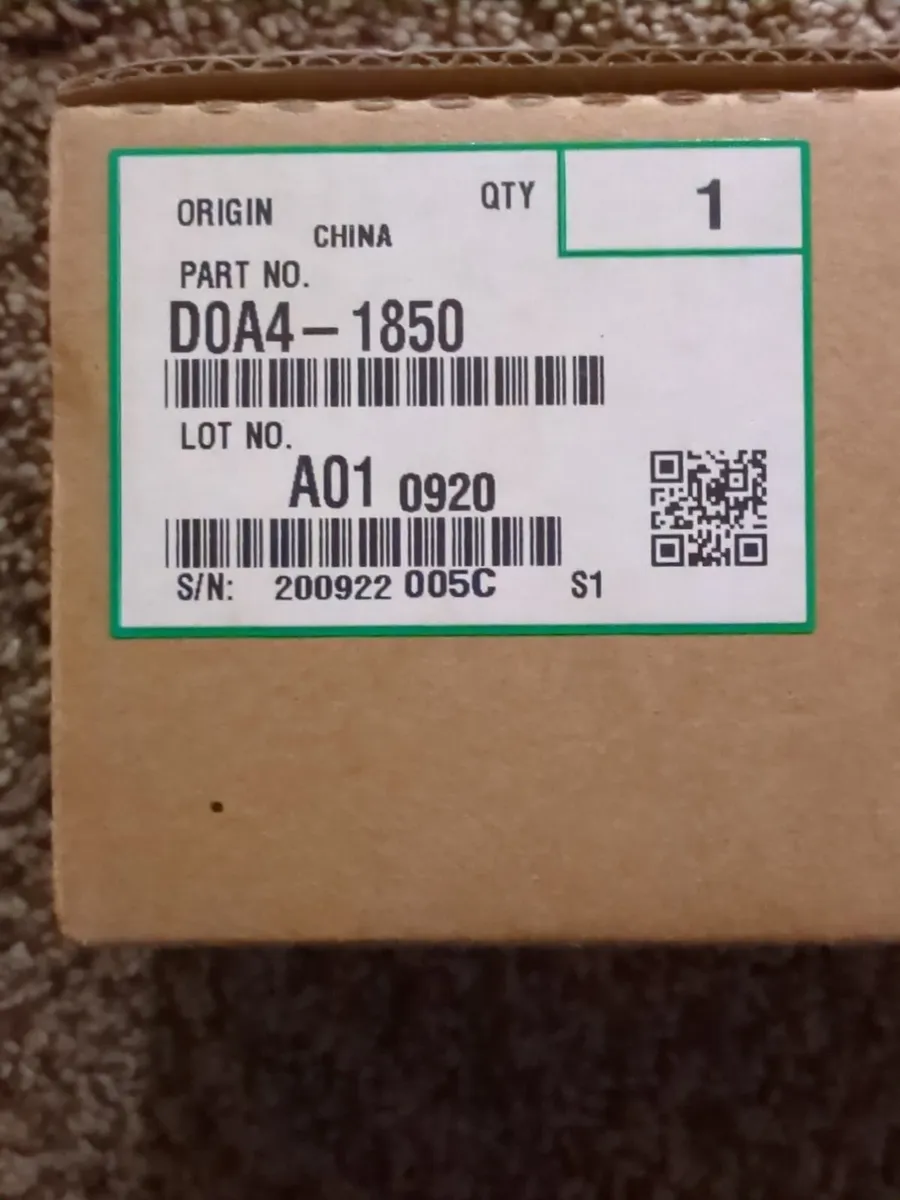 ORIGIN
CHINA
QTY
1
PART NO.
D0A4-1850
LOT NO.
A01 0920
S/N: 200922 005C S1